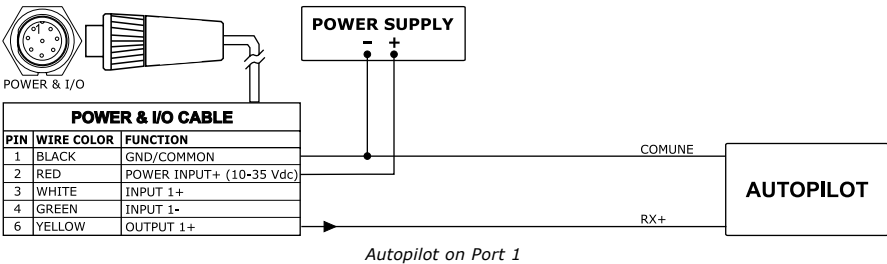 POWER SUPPLY
- +
1
POWER & I/O
POWER & I/O CABLE
PIN WIRE COLOR FUNCTION
1 BLACK GND/COMMON
2 RED POWER INPUT+ (10-35 Vdc)
3 WHITE INPUT 1+
4 GREEN INPUT 1-
6 YELLOW OUTPUT 1+
COMUNE
RX+
AUTOPILOT
Autopilot on Port 1